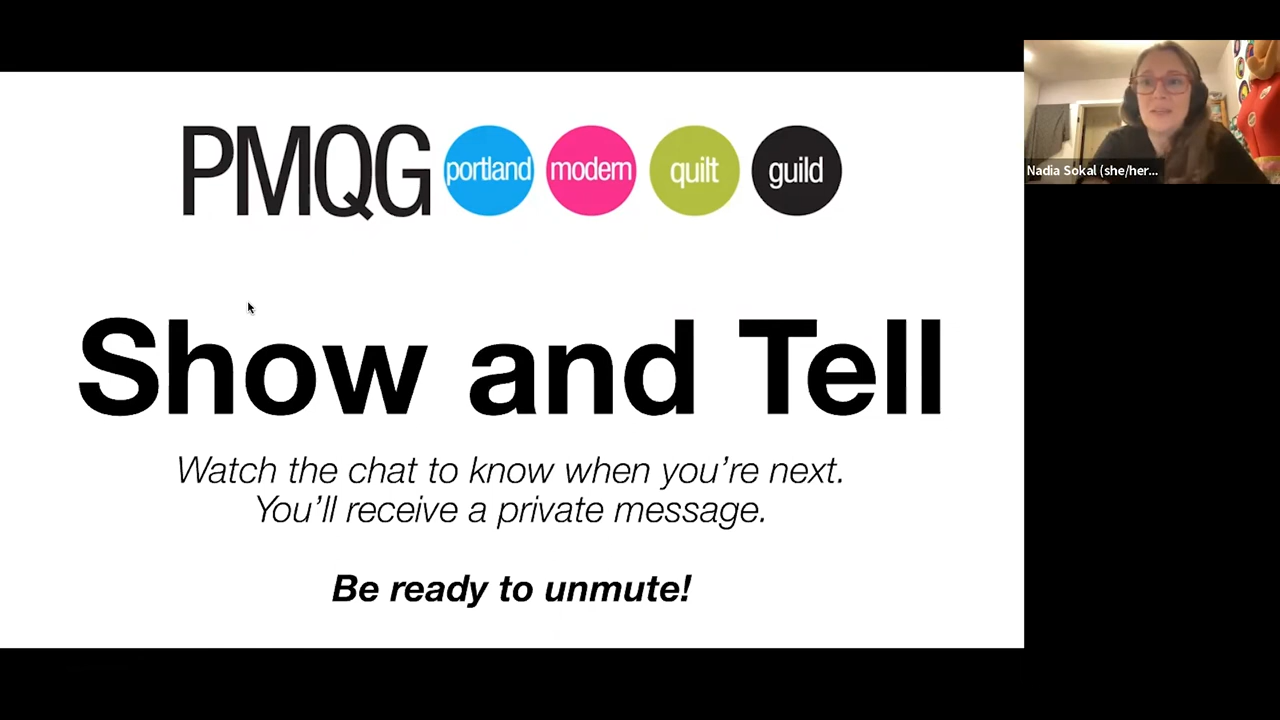 PMQG portland modern quilt guild
Nadia Sokal (she/her...
Show and Tell
Watch the chat to know when you're next.
You'll receive a private message.
Be ready to unmute!